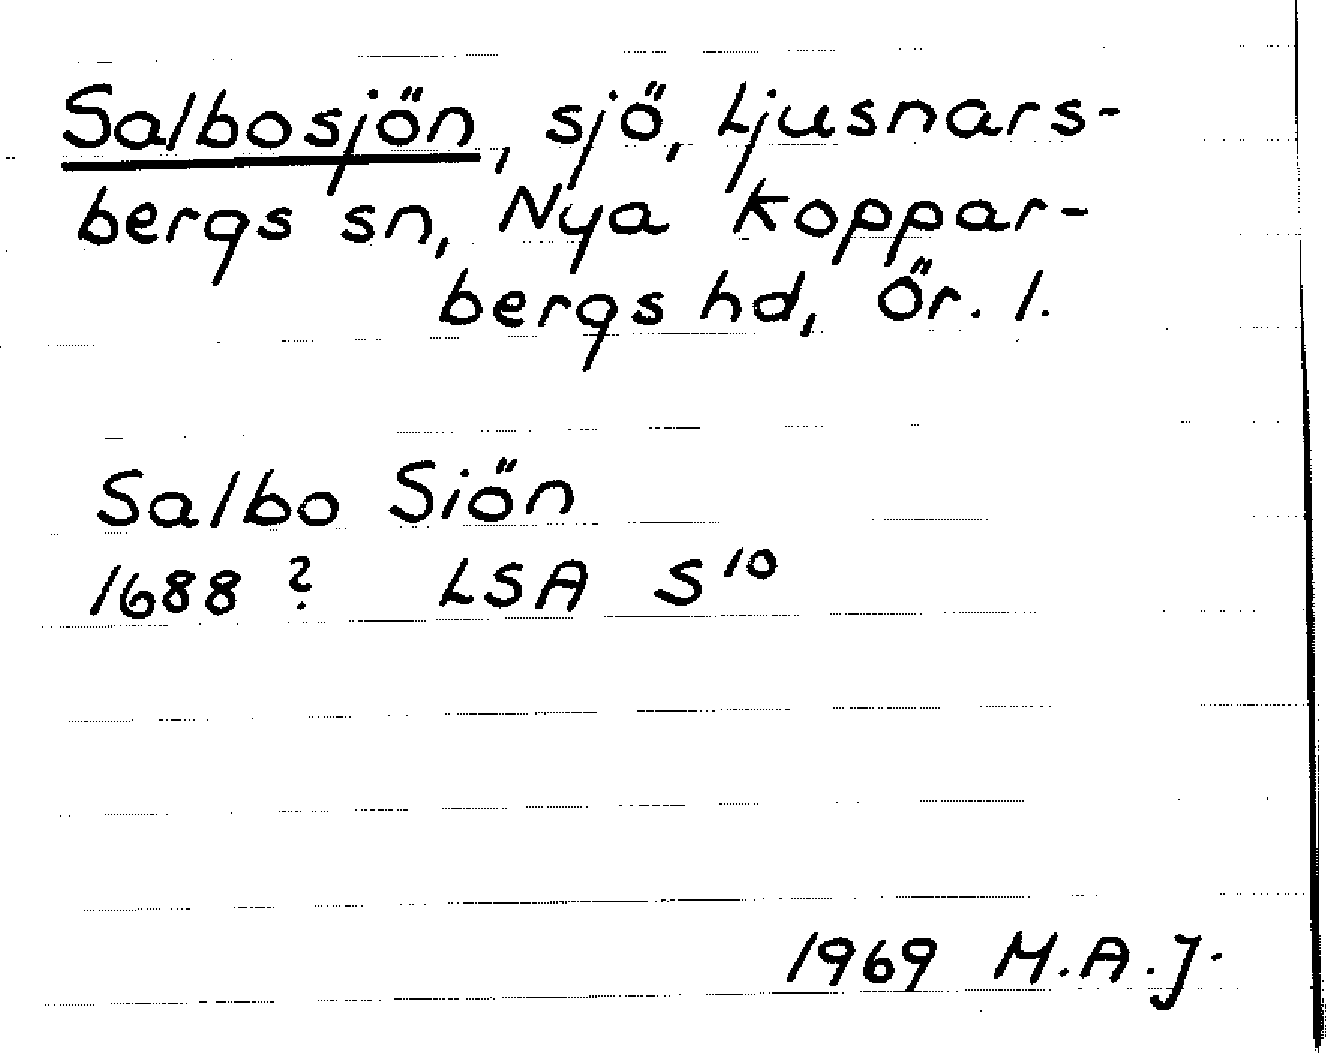 Salbosjön, sjö, Ljusnars-
bergs sn, Nya Koppar-
bergs hd, Ör. l.
Salbo Siön
1688 ? LSA S¹⁰
1969 M.A.J.